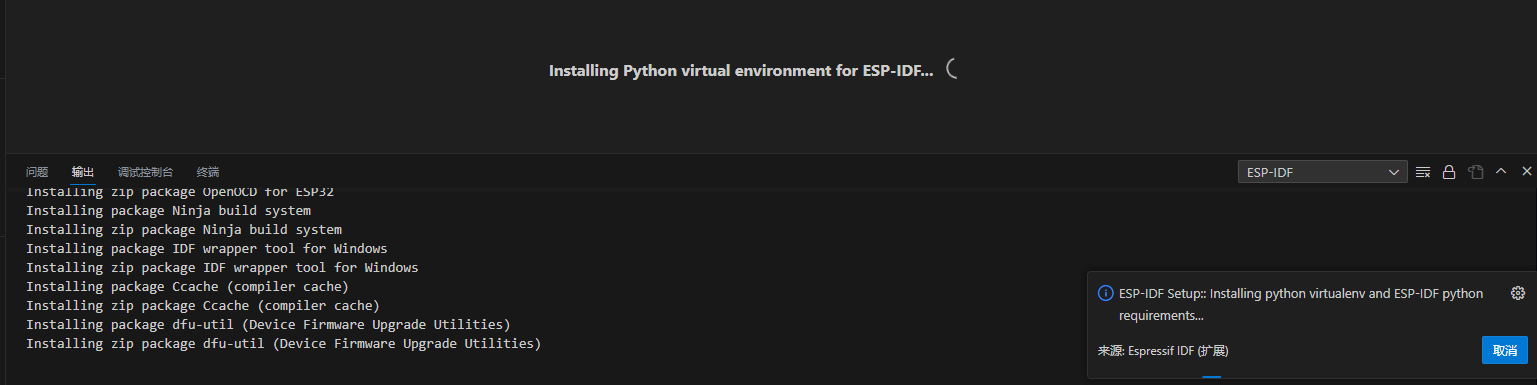 Installing Python virtual environment for ESP-IDF...
问题 输出 调试控制台 终端 ESP-IDF
Installing zip package OpenOCD for ESP32
Installing package Ninja build system
Installing zip package Ninja build system
Installing package IDF wrapper tool for Windows
Installing zip package IDF wrapper tool for Windows
Installing package Ccache (compiler cache)
Installing zip package Ccache (compiler cache)
Installing package dfu-util (Device Firmware Upgrade Utilities)
Installing zip package dfu-util (Device Firmware Upgrade Utilities)
ESP-IDF Setup:: Installing python virtualenv and ESP-IDF python
requirements...
来源: Espressif IDF (扩展) 取消